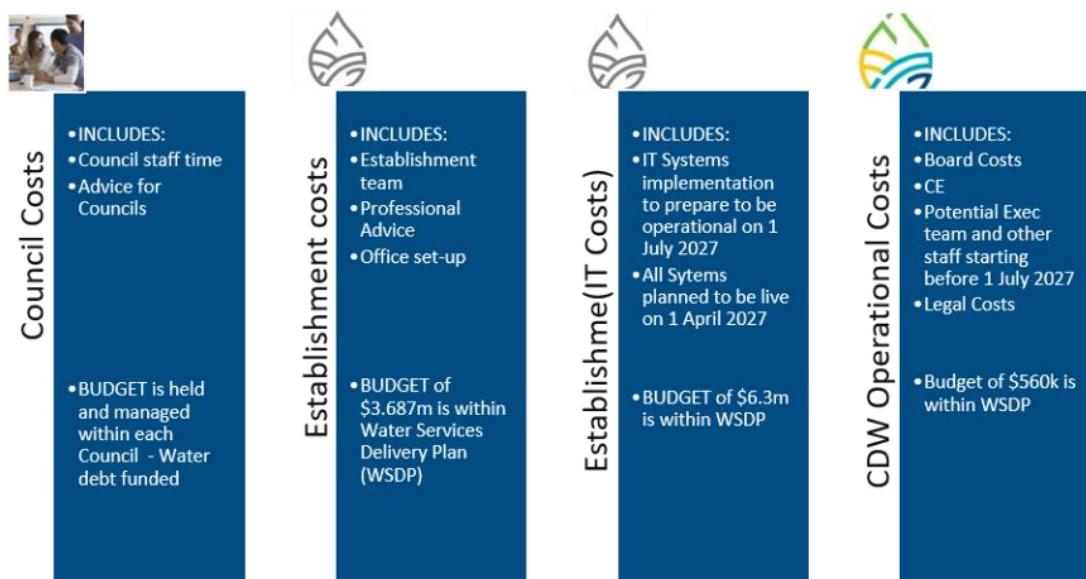 Council Costs
•INCLUDES:
•Council staff time
•Advice for
Councils
•BUDGET is held
and managed
within each
Council - Water
debt funded
Establishment costs
•INCLUDES:
•Establishment
team
•Professional
Advice
•Office set-up
•BUDGET of
$3.687m is within
Water Services
Delivery Plan
(WSDP)
Establishme(IT Costs)
•INCLUDES:
•IT Systems
implementation
to prepare to be
operational on 1
July 2027
•All Sytems
planned to be live
on 1 April 2027
•BUDGET of $6.3m
is within WSDP
CDW Operational Costs
•INCLUDES:
•Board Costs
•CE
•Potential Exec
team and other
staff starting
before 1 July 2027
•Legal Costs
•Budget of $560k is
within WSDP